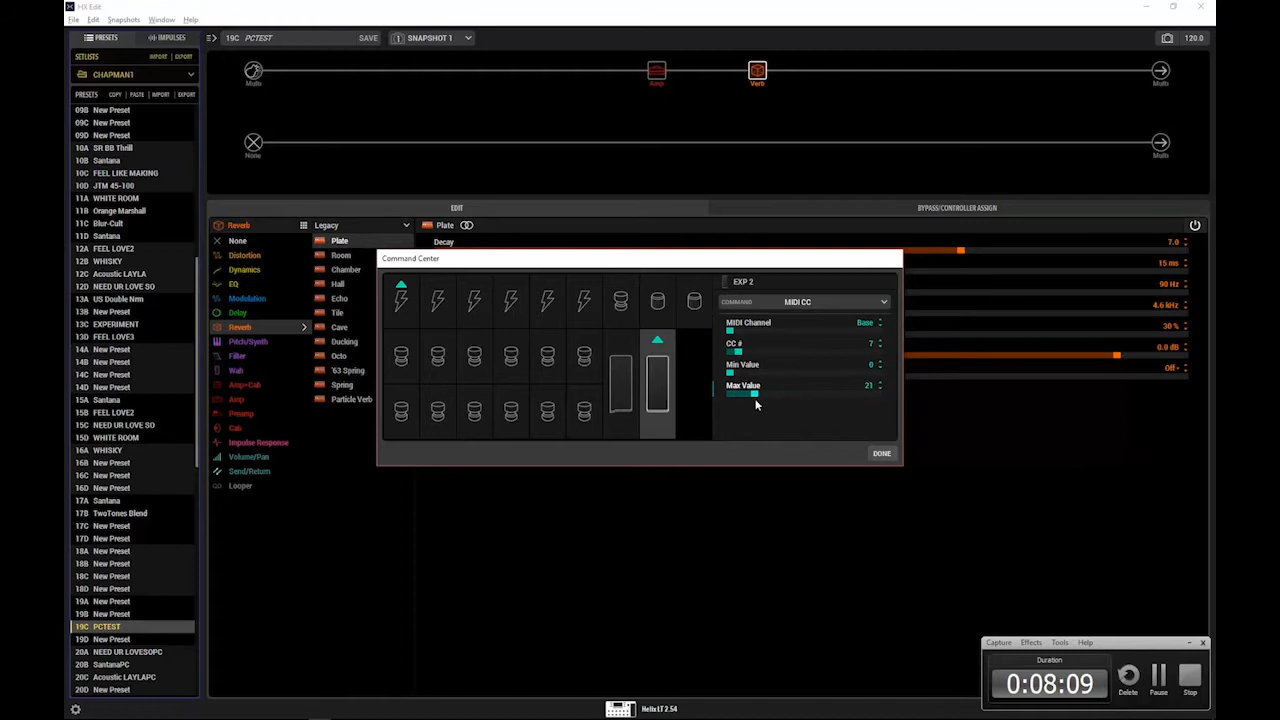 HX Edit
File Edit Snapshots Window Help
PRESETS IMPULSES
19C PCTEST SAVE 1 SNAPSHOT 1 120.0
SETLISTS IMPORT EXPORT
CHAPMAN1
PRESETS COPY PASTE IMPORT EXPORT
09B New Preset
09C New Preset
09D New Preset
10A SR BB Thrill
10B Santana
10C FEEL LIKE MAKING
10D JTM 45-100
11A WHITE ROOM
11B Orange Marshall
11C Blur-Cult
11D Santana
12A FEEL LOVE2
12B WHISKY
12C Acoustic LAYLA
12D NEED UR LOVE SO
13A US Double Nrm
13B New Preset
13C EXPERIMENT
13D FEEL LOVE3
14A New Preset
14B New Preset
14C New Preset
14D New Preset
15A Santana
15B FEEL LOVE2
15C NEED UR LOVE SO
15D WHITE ROOM
16A WHISKY
16B New Preset
16C New Preset
16D New Preset
17A Santana
17B TwoTones Blend
17C New Preset
17D New Preset
18A New Preset
18B New Preset
18C New Preset
18D New Preset
19A New Preset
19B New Preset
19C PCTEST
19D New Preset
20A NEED UR LOVESOPC
20B SantanaPC
20C Acoustic LAYLAPC
20D New Preset
Multi Amp Verb Multi
None Multi
EDIT BYPASS/CONTROLLER ASSIGN
Reverb
None
Distortion
Dynamics
EQ
Modulation
Delay
Reverb
Pitch/Synth
Filter
Wah
Amp+Cab
Amp
Preamp
Cab
Impulse Response
Volume/Pan
Send/Return
Looper
Legacy
Plate
Room
Chamber
Hall
Echo
Tile
Cave
Ducking
Octo
'63 Spring
Spring
Particle Verb
Plate
Decay 7.0
15 ms
90 Hz
4.6 kHz
30 %
0.0 dB
Off
Command Center
EXP 2
COMMAND MIDI CC
MIDI Channel Base
CC # 7
Min Value 0
Max Value 21
DONE
Capture Effects Tools Help
Duration
0:08:09
Delete Pause Stop
Helix LT 2.54